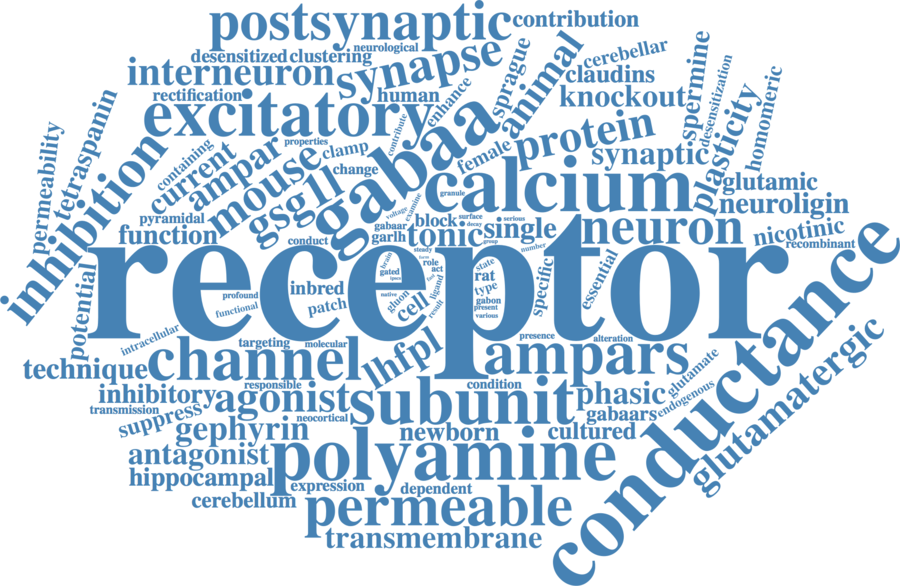 postsynaptic
contribution
neurological
desensitized
clustering
synapse
interneuron
rectification
human
excitatory
enhance
sprague
animal
cerebellar
claudins
knockout
spermine
desensitization
homomeric
plasticity
permeability
tetraspanin
inhibition
containing
current
ampar
properties
clamp
contribute
change
mouse
gsg1l
gabaa
female
protein
synaptic
calcium
granule
examine
voltage
glutamic
neuroligin
pyramidal
function
conduct
gabaar
garlh
block
surface
decay
serious
tonic
single
group
number
neuron
nicotinic
recombinant
receptor
potential
profound
functional
inbred
patch
brain
gated
native
gluon
cell
steady
form
role
act
fast
ligand
result
state
rat
type
gabon
present
various
specific
essential
conductance
intracellular
targeting
molecular
lhfpl
presence
alteration
technique
channel
ampars
glutamate
glutamatergic
inhibitory
responsible
condition
phasic
endogenous
transmission
suppress
agonist
neocortical
subunit
gabaars
gephyrin
newborn
cultured
antagonist
polyamine
hippocampal
expression
dependent
cerebellum
permeable
transmembrane